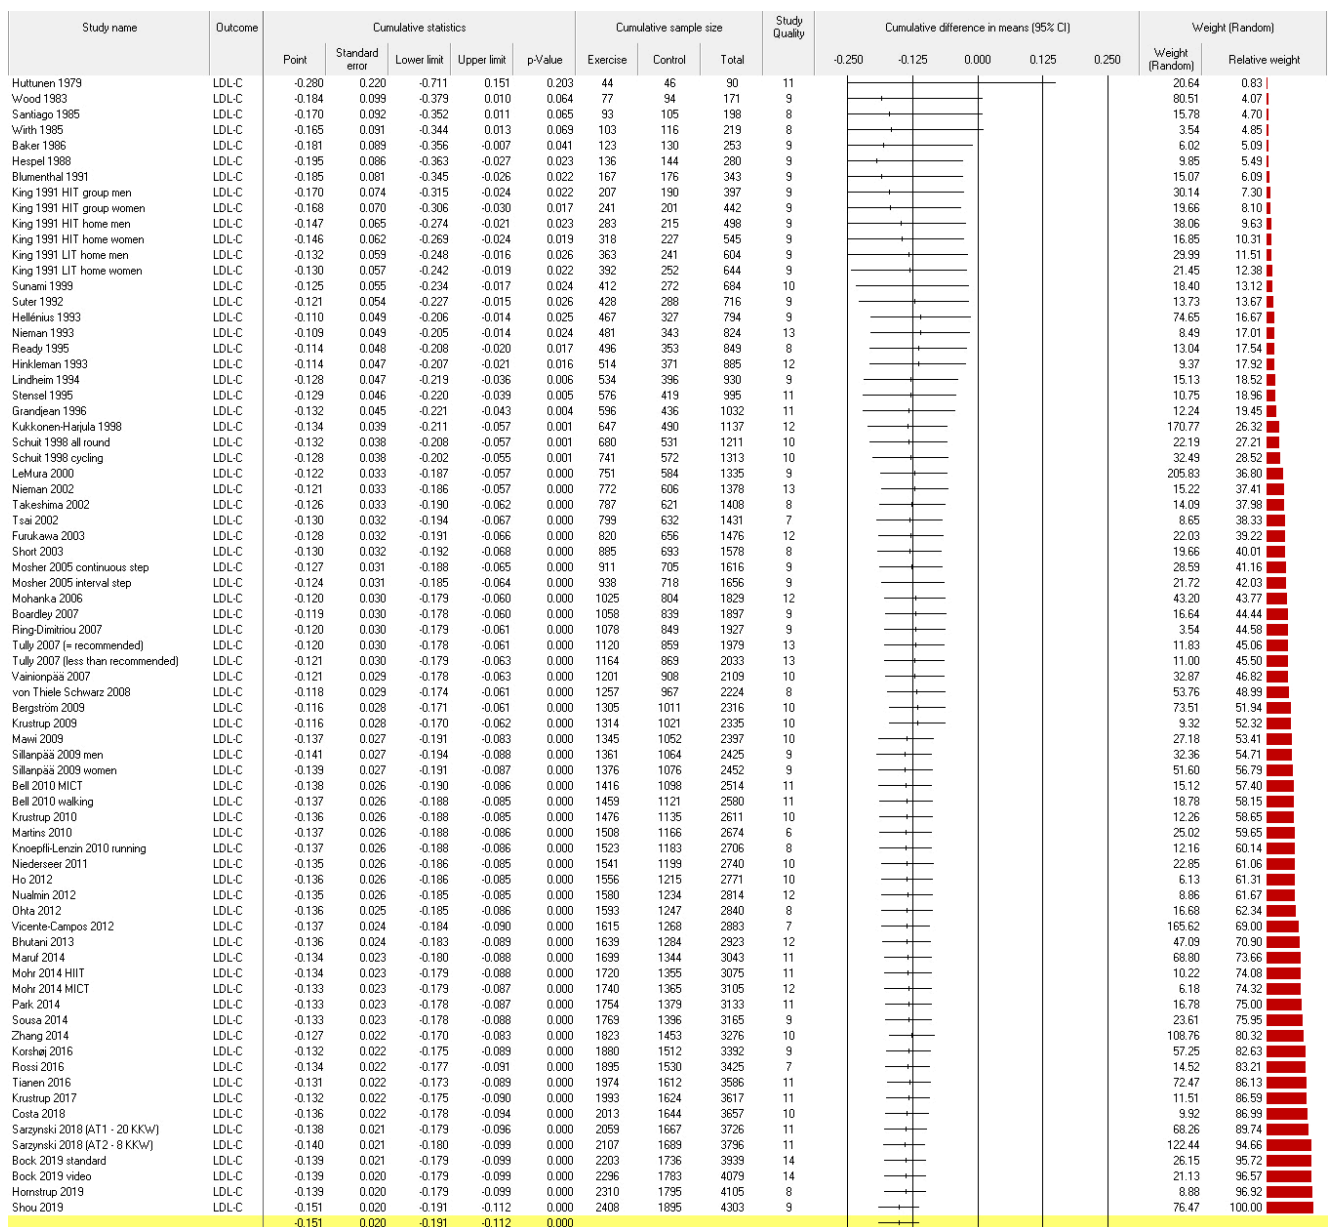 Study name Outcome Cumulative statistics Cumulative sample size Study Quality Cumulative difference in means (95% CI) Weight (Random)
Point Standard error Lower limit Upper limit p-Value Exercise Control Total -0.250 -0.125 0.000 0.125 0.250 Weight (Random) Relative weight
Huttunen 1979 LDL-C -0.280 0.220 -0.711 0.151 0.203 44 46 90 11 20.64 0.83
Wood 1983 LDL-C -0.184 0.099 -0.379 0.010 0.064 77 94 171 9 80.51 4.07
Santiago 1985 LDL-C -0.170 0.092 -0.352 0.011 0.065 93 105 198 8 15.78 4.70
Wirth 1985 LDL-C -0.165 0.091 -0.344 0.013 0.069 103 116 219 8 3.54 4.85
Baker 1986 LDL-C -0.181 0.089 -0.356 -0.007 0.041 123 130 253 9 6.02 5.09
Hespel 1988 LDL-C -0.195 0.086 -0.363 -0.027 0.023 136 144 280 9 9.85 5.49
Blumenthal 1991 LDL-C -0.185 0.081 -0.345 -0.026 0.022 167 176 343 9 15.07 6.09
King 1991 HIT group men LDL-C -0.170 0.074 -0.315 -0.024 0.022 207 190 397 9 30.14 7.30
King 1991 HIT group women LDL-C -0.168 0.070 -0.306 -0.030 0.017 241 201 442 9 19.66 8.10
King 1991 HIT home men LDL-C -0.147 0.065 -0.274 -0.021 0.023 283 215 498 9 38.06 9.63
King 1991 HIT home women LDL-C -0.146 0.062 -0.269 -0.024 0.019 318 227 545 9 16.85 10.31
King 1991 LIT home men LDL-C -0.132 0.059 -0.248 -0.016 0.026 363 241 604 9 29.99 11.51
King 1991 LIT home women LDL-C -0.130 0.057 -0.242 -0.019 0.022 392 252 644 9 21.45 12.38
Sunami 1999 LDL-C -0.125 0.055 -0.234 -0.017 0.024 412 272 684 10 18.40 13.12
Suter 1992 LDL-C -0.121 0.054 -0.227 -0.015 0.026 428 288 716 9 13.73 13.67
Hellénius 1993 LDL-C -0.110 0.049 -0.206 -0.014 0.025 467 327 794 9 74.65 16.67
Nieman 1993 LDL-C -0.109 0.049 -0.205 -0.014 0.024 481 343 824 13 8.49 17.01
Ready 1995 LDL-C -0.114 0.048 -0.208 -0.020 0.017 496 353 849 8 13.04 17.54
Hinkleman 1993 LDL-C -0.114 0.047 -0.207 -0.021 0.016 514 371 885 12 9.37 17.92
Lindheim 1994 LDL-C -0.128 0.047 -0.219 -0.036 0.006 534 396 930 9 15.13 18.52
Stensel 1995 LDL-C -0.129 0.046 -0.220 -0.039 0.005 576 419 995 11 10.75 18.96
Grandjean 1996 LDL-C -0.132 0.045 -0.221 -0.043 0.004 596 436 1032 11 12.24 19.45
Kukkonen-Harjula 1998 LDL-C -0.134 0.039 -0.211 -0.057 0.001 647 490 1137 12 170.77 26.32
Schuit 1998 all round LDL-C -0.132 0.038 -0.208 -0.057 0.001 680 531 1211 10 22.19 27.21
Schuit 1998 cycling LDL-C -0.128 0.038 -0.202 -0.055 0.001 741 572 1313 10 32.49 28.52
LeMura 2000 LDL-C -0.122 0.033 -0.187 -0.057 0.000 751 584 1335 9 205.83 36.80
Nieman 2002 LDL-C -0.121 0.033 -0.186 -0.057 0.000 772 606 1378 13 15.22 37.41
Takeshima 2002 LDL-C -0.126 0.033 -0.190 -0.062 0.000 787 621 1408 8 14.09 37.98
Tsai 2002 LDL-C -0.130 0.032 -0.194 -0.067 0.000 799 632 1431 7 8.65 38.33
Furukawa 2003 LDL-C -0.128 0.032 -0.191 -0.066 0.000 820 656 1476 12 22.03 39.22
Short 2003 LDL-C -0.130 0.032 -0.192 -0.068 0.000 885 693 1578 8 19.66 40.01
Mosher 2005 continuous step LDL-C -0.127 0.031 -0.188 -0.065 0.000 911 705 1616 9 28.59 41.16
Mosher 2005 interval step LDL-C -0.124 0.031 -0.185 -0.064 0.000 938 718 1656 9 21.72 42.03
Mohanka 2006 LDL-C -0.120 0.030 -0.179 -0.060 0.000 1025 804 1829 12 43.20 43.77
Boardley 2007 LDL-C -0.119 0.030 -0.178 -0.060 0.000 1058 839 1897 9 16.64 44.44
Ring-Dimitriou 2007 LDL-C -0.120 0.030 -0.179 -0.061 0.000 1078 849 1927 9 3.54 44.58
Tully 2007 (= recommended) LDL-C -0.120 0.030 -0.178 -0.061 0.000 1120 859 1979 13 11.83 45.06
Tully 2007 (less than recommended) LDL-C -0.121 0.030 -0.179 -0.063 0.000 1164 869 2033 13 11.00 45.50
Vainionpää 2007 LDL-C -0.121 0.029 -0.178 -0.063 0.000 1201 908 2109 10 32.87 46.82
von Thiele Schwarz 2008 LDL-C -0.118 0.029 -0.174 -0.061 0.000 1257 967 2224 8 53.76 48.99
Bergström 2009 LDL-C -0.116 0.028 -0.171 -0.061 0.000 1305 1011 2316 10 73.51 51.94
Krustrup 2009 LDL-C -0.116 0.028 -0.170 -0.062 0.000 1314 1021 2335 10 9.32 52.32
Mawi 2009 LDL-C -0.137 0.027 -0.191 -0.083 0.000 1345 1052 2397 10 27.18 53.41
Sillanpää 2009 men LDL-C -0.141 0.027 -0.194 -0.088 0.000 1361 1064 2425 9 32.36 54.71
Sillanpää 2009 women LDL-C -0.139 0.027 -0.191 -0.087 0.000 1376 1076 2452 9 51.60 56.79
Bell 2010 MICT LDL-C -0.138 0.026 -0.190 -0.086 0.000 1416 1098 2514 11 15.12 57.40
Bell 2010 walking LDL-C -0.137 0.026 -0.188 -0.085 0.000 1459 1121 2580 11 18.78 58.15
Krustrup 2010 LDL-C -0.136 0.026 -0.188 -0.085 0.000 1476 1135 2611 10 12.26 58.65
Martins 2010 LDL-C -0.137 0.026 -0.188 -0.086 0.000 1508 1166 2674 6 25.02 59.65
Knoepfli-Lenzin 2010 running LDL-C -0.137 0.026 -0.188 -0.086 0.000 1523 1183 2706 8 12.16 60.14
Niederseer 2011 LDL-C -0.135 0.026 -0.186 -0.085 0.000 1541 1199 2740 10 22.85 61.06
Ho 2012 LDL-C -0.136 0.026 -0.186 -0.085 0.000 1556 1215 2771 10 6.13 61.31
Nualmin 2012 LDL-C -0.135 0.026 -0.185 -0.085 0.000 1580 1234 2814 12 8.86 61.67
Ohta 2012 LDL-C -0.136 0.025 -0.185 -0.086 0.000 1593 1247 2840 8 16.68 62.34
Vicente-Campos 2012 LDL-C -0.137 0.024 -0.184 -0.090 0.000 1615 1268 2883 7 165.62 69.00
Bhutani 2013 LDL-C -0.136 0.024 -0.183 -0.089 0.000 1639 1284 2923 12 47.09 70.90
Maruf 2014 LDL-C -0.134 0.023 -0.180 -0.088 0.000 1699 1344 3043 11 68.80 73.66
Mohr 2014 HIIT LDL-C -0.134 0.023 -0.179 -0.088 0.000 1720 1355 3075 11 10.22 74.08
Mohr 2014 MICT LDL-C -0.133 0.023 -0.179 -0.087 0.000 1740 1365 3105 12 6.18 74.32
Park 2014 LDL-C -0.133 0.023 -0.178 -0.087 0.000 1754 1379 3133 11 16.78 75.00
Sousa 2014 LDL-C -0.133 0.023 -0.178 -0.088 0.000 1769 1396 3165 9 23.61 75.95
Zhang 2014 LDL-C -0.127 0.022 -0.170 -0.083 0.000 1823 1453 3276 10 108.76 80.32
Korshøj 2016 LDL-C -0.132 0.022 -0.175 -0.089 0.000 1880 1512 3392 9 57.25 82.63
Rossi 2016 LDL-C -0.134 0.022 -0.177 -0.091 0.000 1895 1530 3425 7 14.52 83.21
Tianen 2016 LDL-C -0.131 0.022 -0.173 -0.089 0.000 1974 1612 3586 11 72.47 86.13
Krustrup 2017 LDL-C -0.132 0.022 -0.175 -0.090 0.000 1993 1624 3617 11 11.51 86.59
Costa 2018 LDL-C -0.136 0.022 -0.178 -0.094 0.000 2013 1644 3657 10 9.92 86.99
Sarzynski 2018 (AT1 - 20 KKW) LDL-C -0.138 0.021 -0.179 -0.096 0.000 2059 1667 3726 11 68.26 89.74
Sarzynski 2018 (AT2 - 8 KKW) LDL-C -0.140 0.021 -0.180 -0.099 0.000 2107 1689 3796 11 122.44 94.66
Bock 2019 standard LDL-C -0.139 0.021 -0.179 -0.099 0.000 2203 1736 3939 14 26.15 95.72
Bock 2019 video LDL-C -0.139 0.020 -0.179 -0.099 0.000 2296 1783 4079 14 21.13 96.57
Hornstrup 2019 LDL-C -0.139 0.020 -0.179 -0.099 0.000 2310 1795 4105 8 8.88 96.92
Shou 2019 LDL-C -0.151 0.020 -0.191 -0.112 0.000 2408 1895 4303 9 76.47 100.00
-0.151 0.020 -0.191 -0.112 0.000